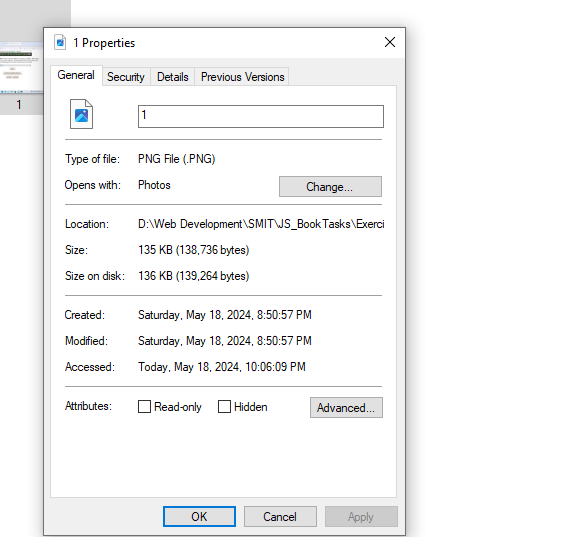 1 Properties
General Security Details Previous Versions
1
1
Type of file: PNG File (.PNG)
Opens with: Photos Change...
Location: D:\Web Development\SMIT\JS_BookTasks\Exerci
Size: 135 KB (138,736 bytes)
Size on disk: 136 KB (139,264 bytes)
Created: Saturday, May 18, 2024, 8:50:57 PM
Modified: Saturday, May 18, 2024, 8:50:57 PM
Accessed: Today, May 18, 2024, 10:06:09 PM
Attributes: Read-only Hidden Advanced...
OK Cancel Apply